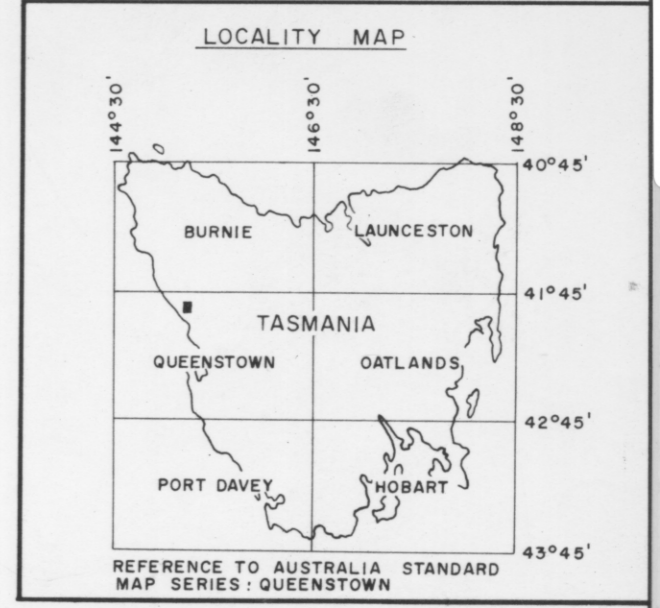 LOCALITY MAP
144°30' 146°30' 148°30'
40°45'
BURNIE LAUNCESTON
41°45'
TASMANIA
QUEENSTOWN OATLANDS
42°45'
PORT DAVEY HOBART
43°45'
REFERENCE TO AUSTRALIA STANDARD
MAP SERIES : QUEENSTOWN